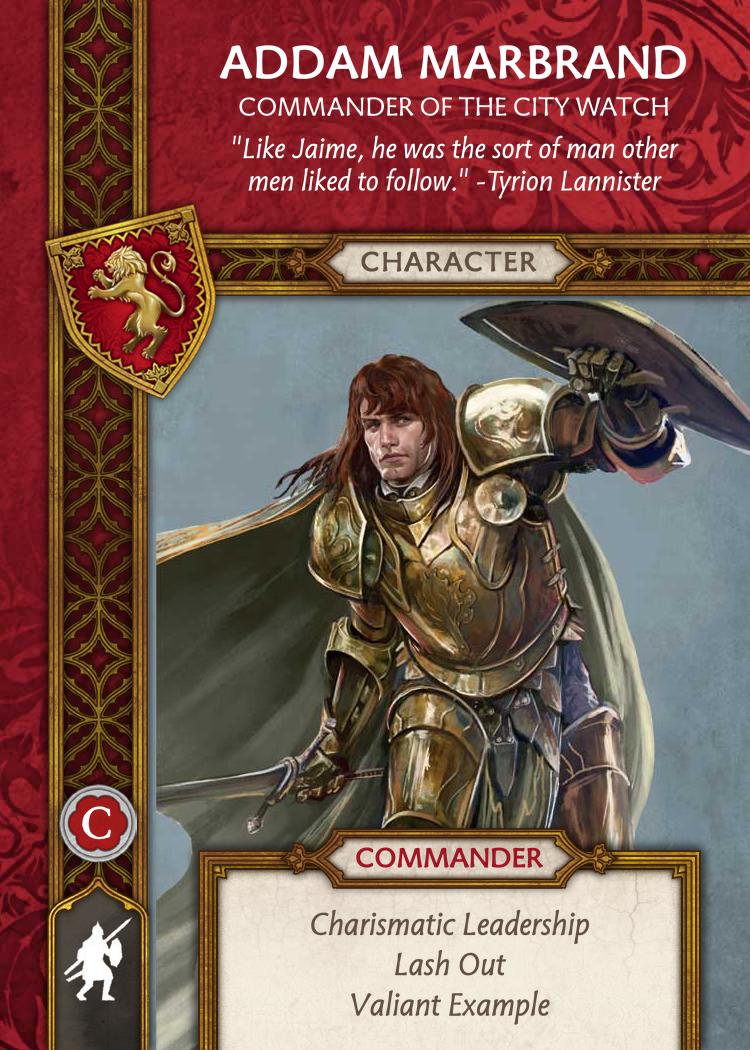 ADDAM MARBRAND
COMMANDER OF THE CITY WATCH
"Like Jaime, he was the sort of man other
men liked to follow." -Tyrion Lannister
CHARACTER
C
COMMANDER
Charismatic Leadership
Lash Out
Valiant Example